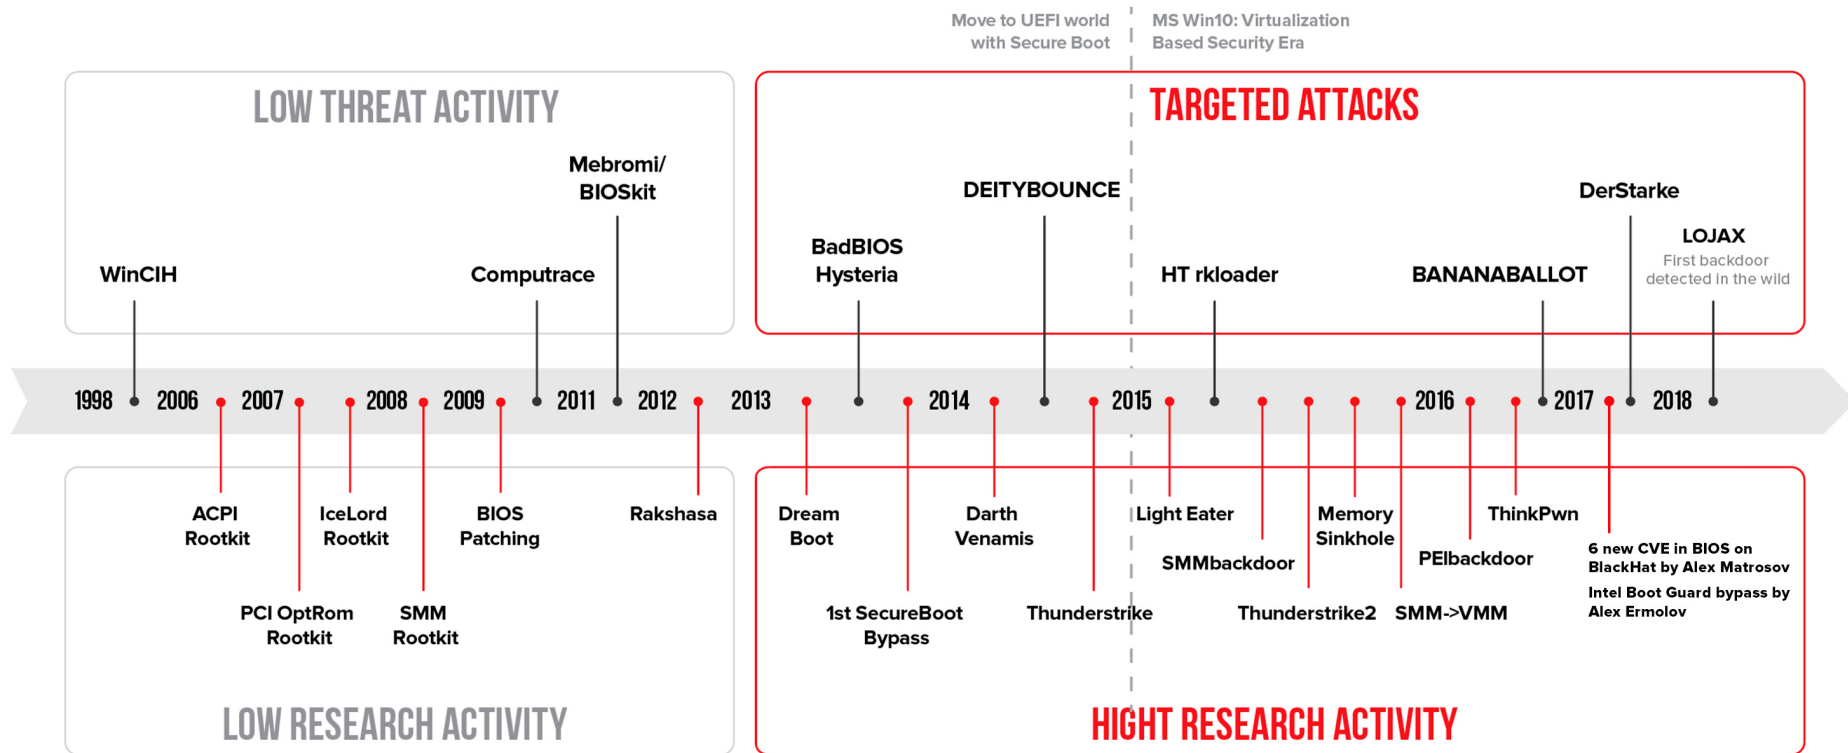 Move to UEFI world
with Secure Boot
MS Win10: Virtualization
Based Security Era
LOW THREAT ACTIVITY
TARGETED ATTACKS
WinCIH
Computrace
Mebromi/
BIOSkit
BadBIOS
Hysteria
DEITYBOUNCE
HT rkloader
BANANABALLOT
DerStarke
LOJAX
First backdoor
detected in the wild
1998 2006 2007 2008 2009 2011 2012 2013 2014 2015 2016 2017 2018
ACPI
Rootkit
PCI OptRom
Rootkit
IceLord
Rootkit
SMM
Rootkit
BIOS
Patching
Rakshasa
Dream
Boot
1st SecureBoot
Bypass
Darth
Venamis
Thunderstrike
Light Eater
SMMbackdoor
Thunderstrike2
Memory
Sinkhole
SMM->VMM
PEIbackdoor
ThinkPwn
6 new CVE in BIOS on
BlackHat by Alex Matrosov
Intel Boot Guard bypass by
Alex Ermolov
LOW RESEARCH ACTIVITY
HIGHT RESEARCH ACTIVITY